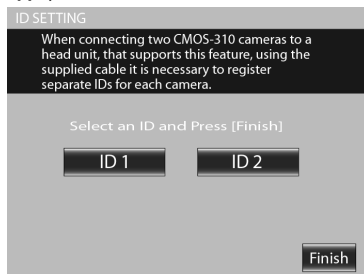 ID SETTING
When connecting two CMOS-310 cameras to a
head unit, that supports this feature, using the
supplied cable it is necessary to register
separate IDs for each camera.
Select an ID and Press [Finish]
ID 1 ID 2
Finish